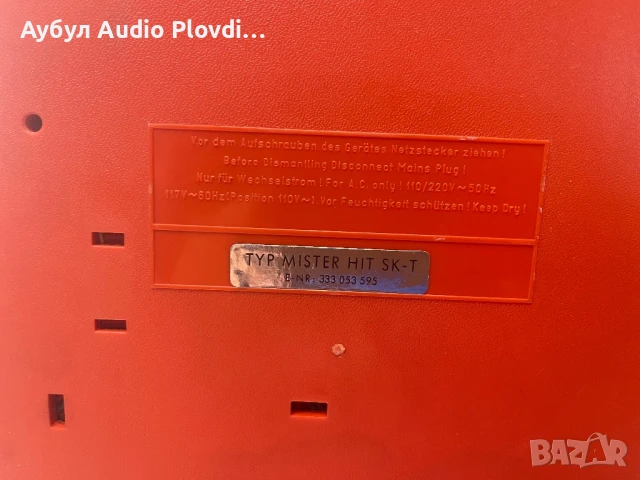 Аубул Audio Plovdi...
Vor dem Aufschrauben des Gerätes Netzstecker ziehen!
Before Dismantling Disconnect Mains Plug!
Nur für Wechselstrom! For A.C. only! 110/220V~50Hz
117V~60Hz(Position 110V~). Vor Feuchtigkeit schützen! Keep Dry!
TYP MISTER HIT SK-T
B-NR: 333 053 595
BAZAR